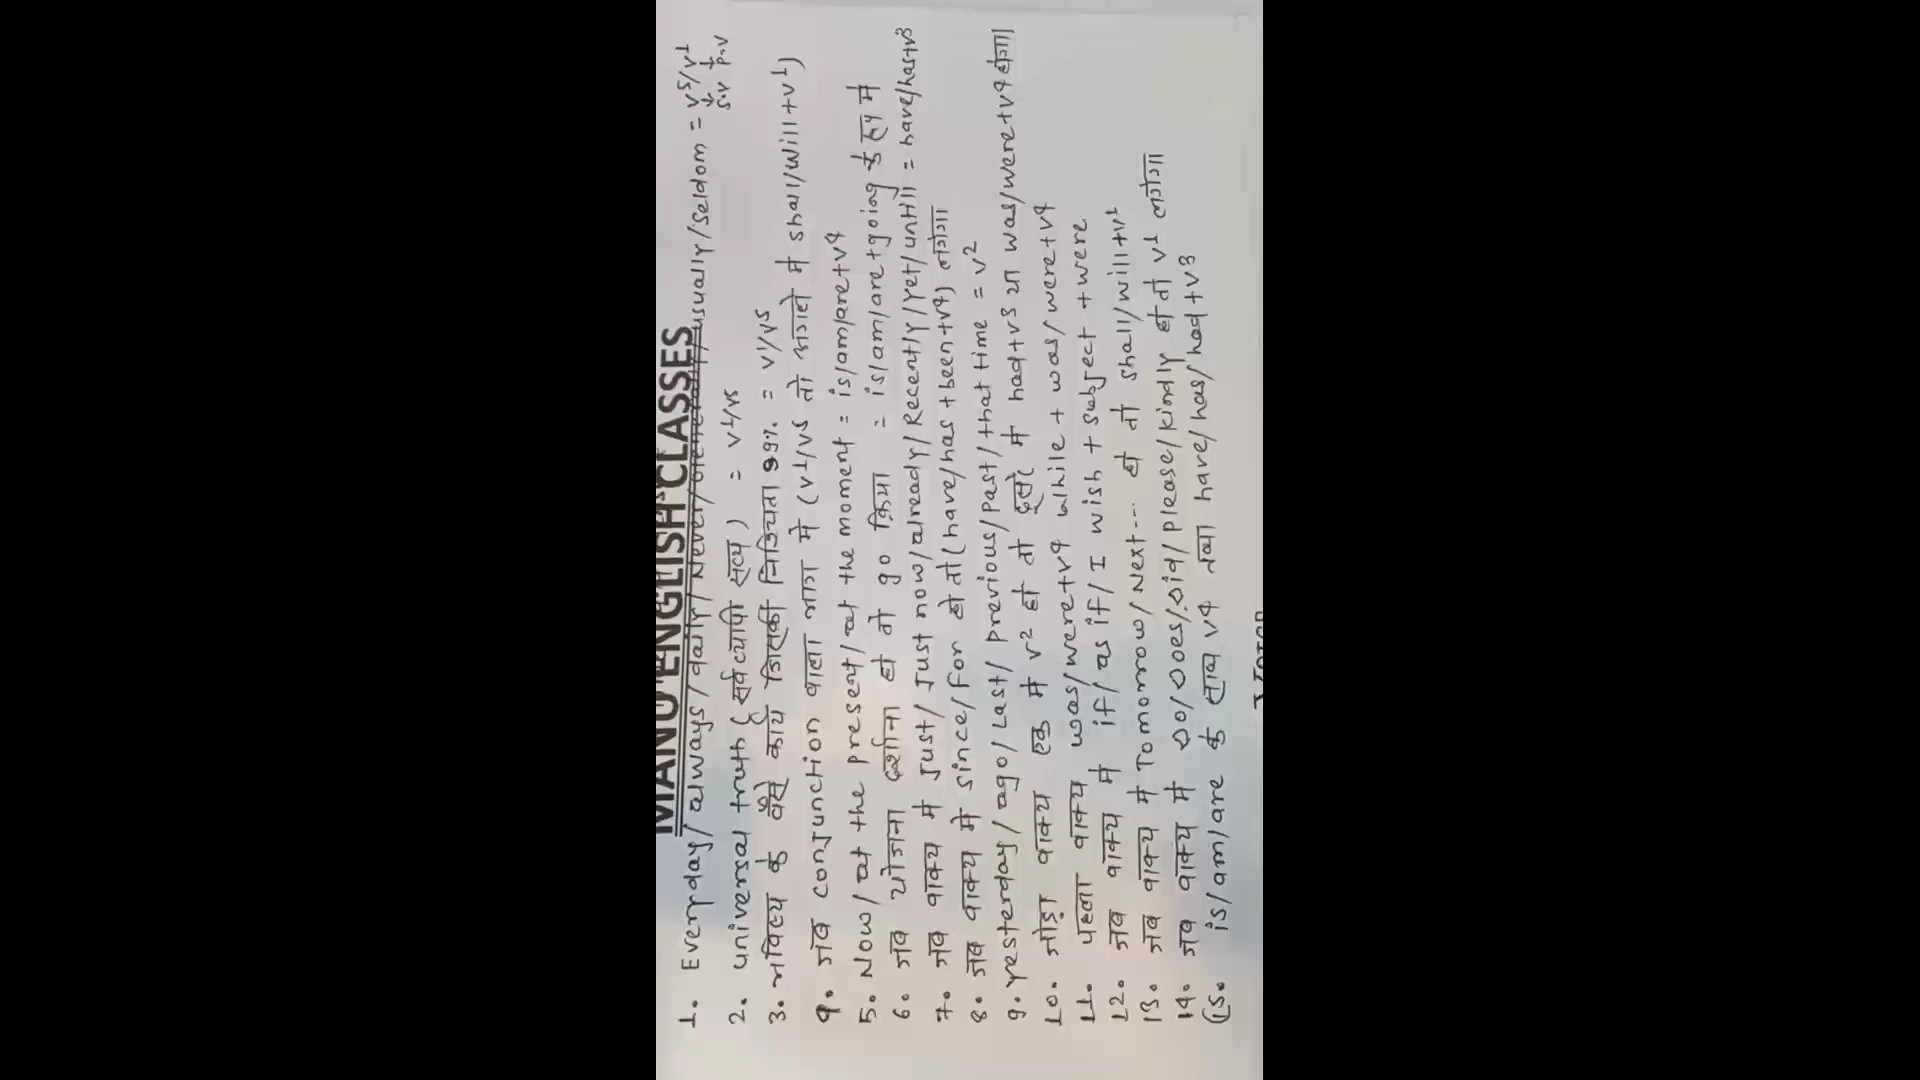 MANU ENGLISH CLASSES
1. Everyday/always/daily/Never/Generally/usually/seldom = v5/v1
↓ ↓
s.v p.v
2. universal truth (सर्वव्यापी सत्य) = v1/v5
3. भविष्य के वैसे कार्य जिसकी निश्चितता 99% = v1/v5
4. जब conjunction वाला भाग में (v1/v5 तो अगले में shall/will+v1)
5. Now/at the present/at the moment = is/am/are+v4
6. जब योजना दर्शाना हो तो go क्रिया = is/am/are+going के रूप में
7. जब वाक्य में Just/Just now/already/Recently/yet/untill = have/has+v3
8. जब वाक्य में since/for हो तो (have/has+been+v4) लगेगा
9. yesterday/ago/Last/previous/past/that time = v2
10. जोड़ा वाक्य एक में v2 हो तो दूसरे में had+v3 या was/were+v4 होगा
11. पहला वाक्य was/were+v4 while + was/were+v4
12. जब वाक्य में if/as if/I wish + subject + were
13. जब वाक्य में Tomorrow/Next... हो तो shall/will+v1
14. जब वाक्य में Do/Does/Did/please/kindly हो तो v1 लगेगा
15. is/am/are के साथ v4 तथा have/has/had+v3